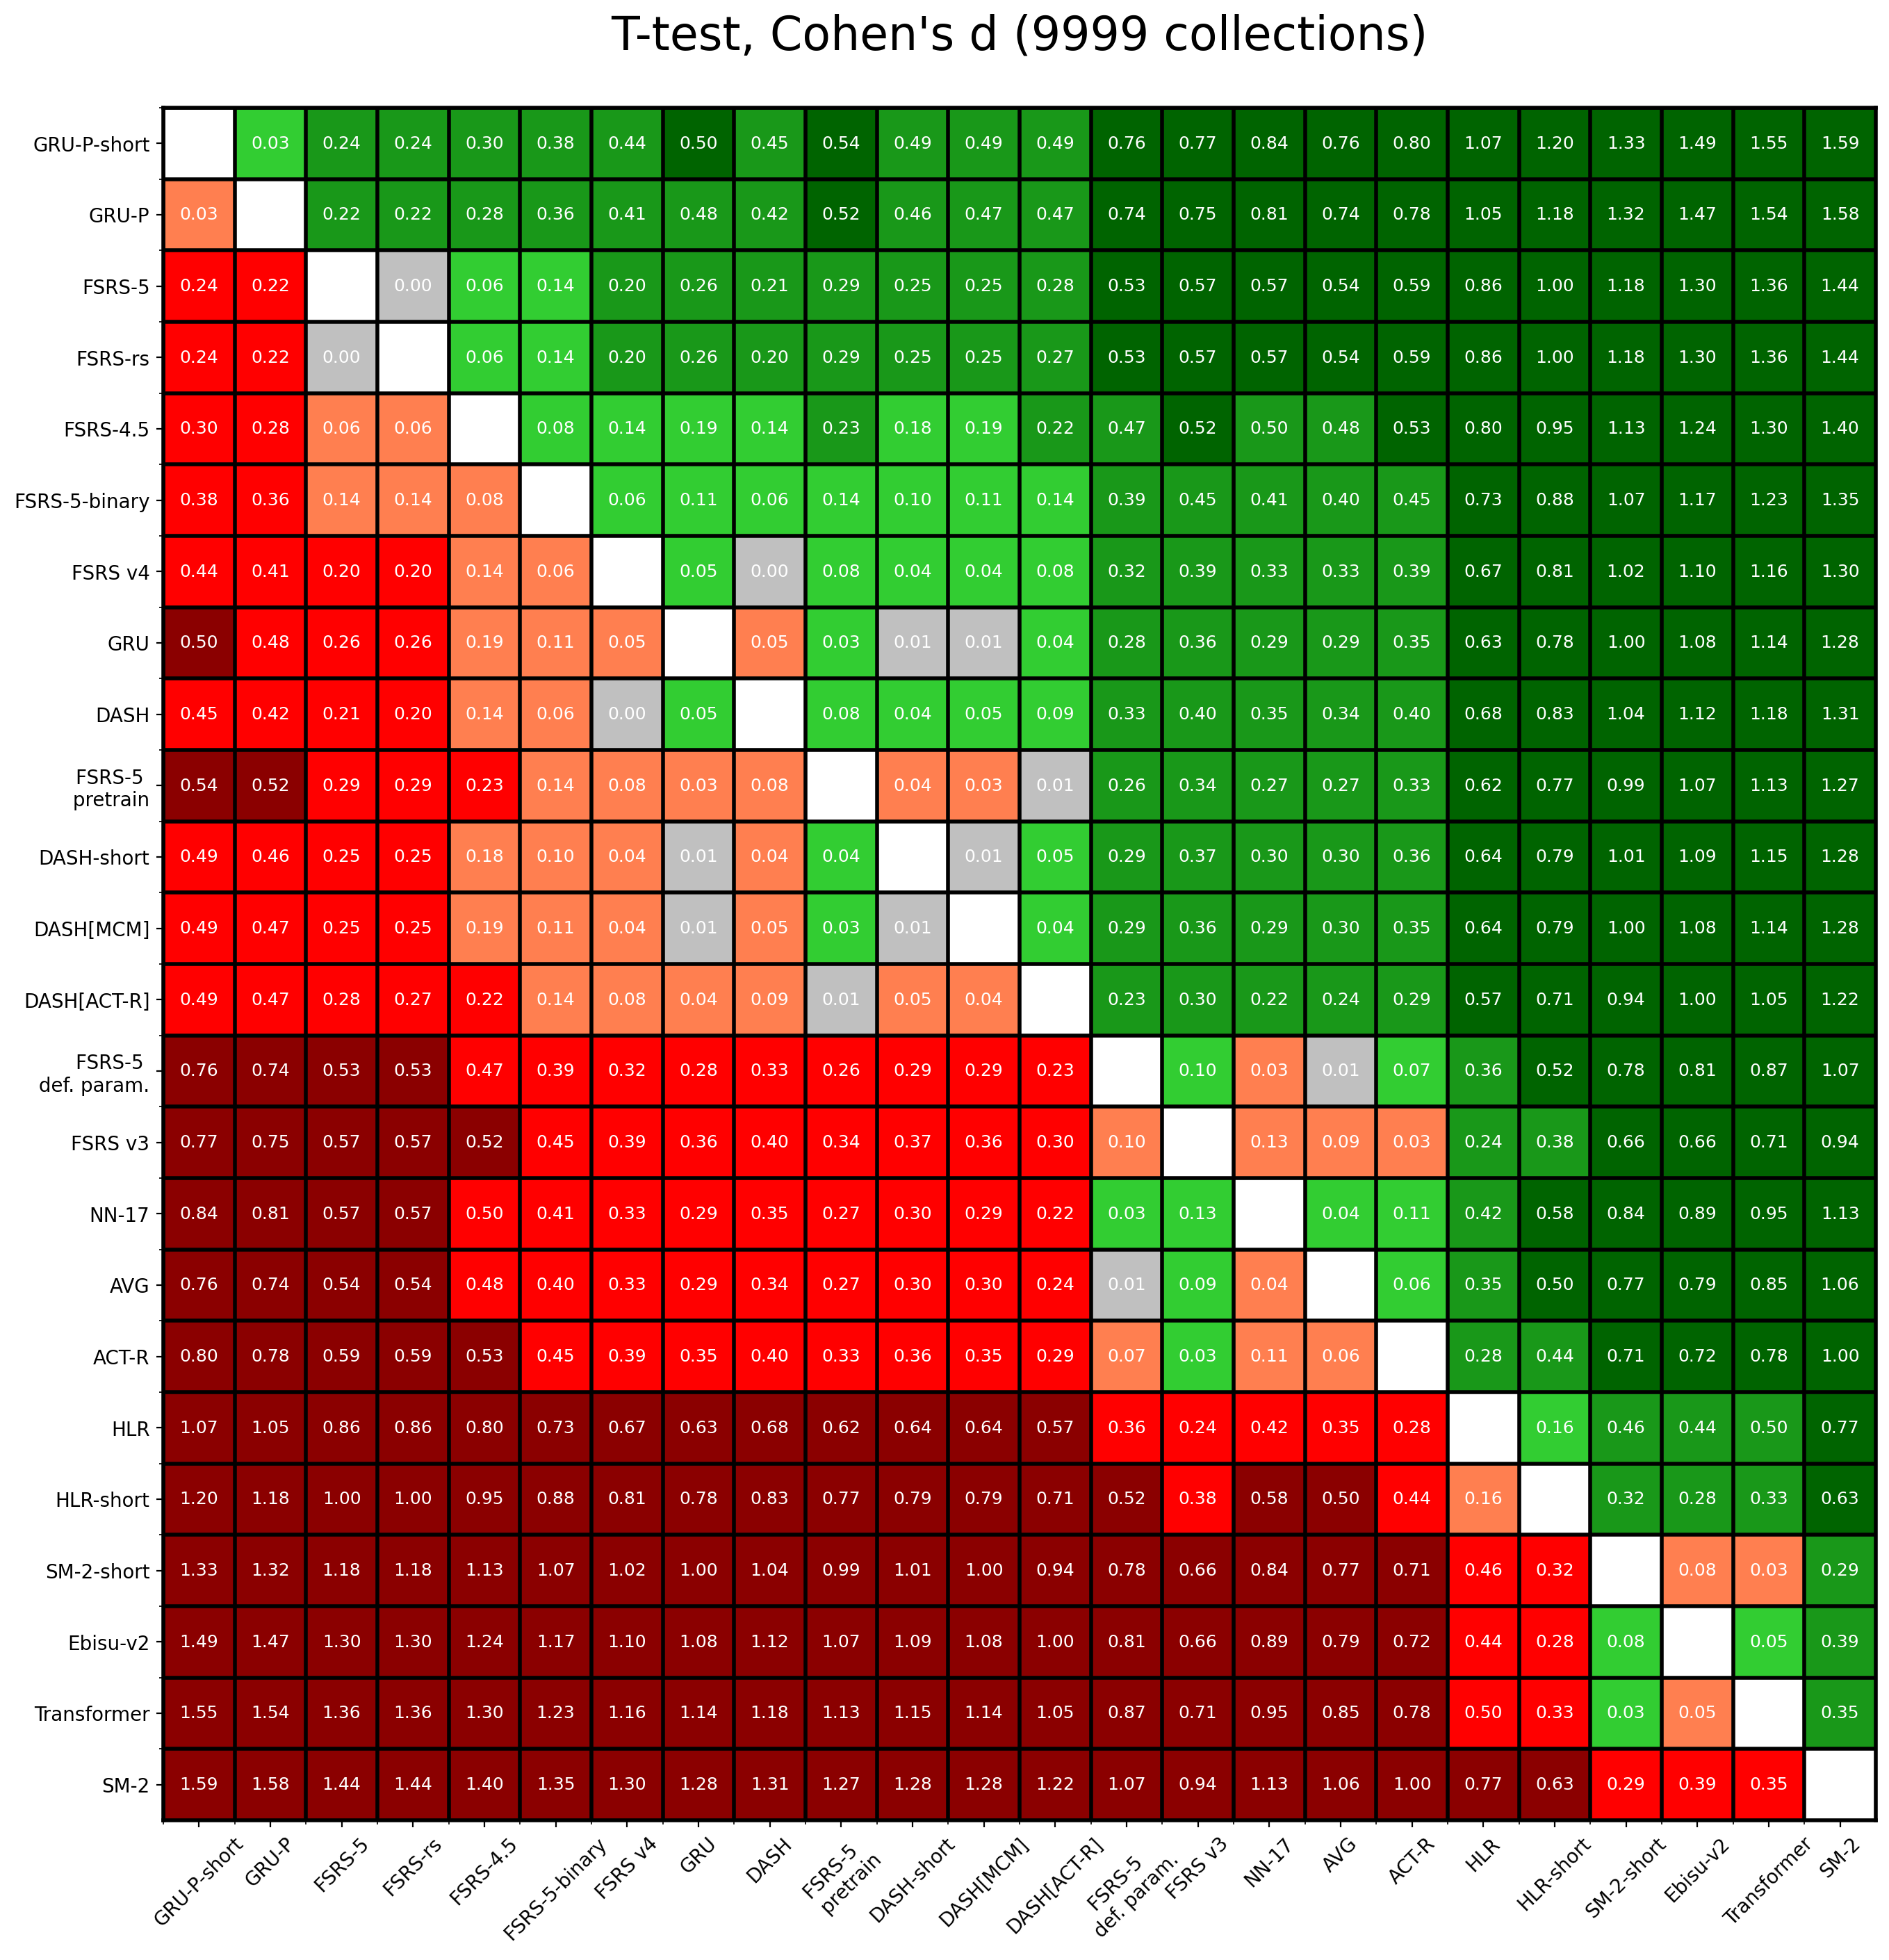 T-test, Cohen's d (9999 collections)
GRU-P-short 0.03 0.24 0.24 0.30 0.38 0.44 0.50 0.45 0.54 0.49 0.49 0.49 0.76 0.77 0.84 0.76 0.80 1.07 1.20 1.33 1.49 1.55 1.59
GRU-P 0.03 0.22 0.22 0.28 0.36 0.41 0.48 0.42 0.52 0.46 0.47 0.47 0.74 0.75 0.81 0.74 0.78 1.05 1.18 1.32 1.47 1.54 1.58
FSRS-5 0.24 0.22 0.00 0.06 0.14 0.20 0.26 0.21 0.29 0.25 0.25 0.28 0.53 0.57 0.57 0.54 0.59 0.86 1.00 1.18 1.30 1.36 1.44
FSRS-rs 0.24 0.22 0.00 0.06 0.14 0.20 0.26 0.20 0.29 0.25 0.25 0.27 0.53 0.57 0.57 0.54 0.59 0.86 1.00 1.18 1.30 1.36 1.44
FSRS-4.5 0.30 0.28 0.06 0.06 0.08 0.14 0.19 0.14 0.23 0.18 0.19 0.22 0.47 0.52 0.50 0.48 0.53 0.80 0.95 1.13 1.24 1.30 1.40
FSRS-5-binary 0.38 0.36 0.14 0.14 0.08 0.06 0.11 0.06 0.14 0.10 0.11 0.14 0.39 0.45 0.41 0.40 0.45 0.73 0.88 1.07 1.17 1.23 1.35
FSRS v4 0.44 0.41 0.20 0.20 0.14 0.06 0.05 0.00 0.08 0.04 0.04 0.08 0.32 0.39 0.33 0.33 0.39 0.67 0.81 1.02 1.10 1.16 1.30
GRU 0.50 0.48 0.26 0.26 0.19 0.11 0.05 0.05 0.03 0.01 0.01 0.04 0.28 0.36 0.29 0.29 0.35 0.63 0.78 1.00 1.08 1.14 1.28
DASH 0.45 0.42 0.21 0.20 0.14 0.06 0.00 0.05 0.08 0.04 0.05 0.09 0.33 0.40 0.35 0.34 0.40 0.68 0.83 1.04 1.12 1.18 1.31
FSRS-5
pretrain 0.54 0.52 0.29 0.29 0.23 0.14 0.08 0.03 0.08 0.04 0.03 0.01 0.26 0.34 0.27 0.27 0.33 0.62 0.77 0.99 1.07 1.13 1.27
DASH-short 0.49 0.46 0.25 0.25 0.18 0.10 0.04 0.01 0.04 0.04 0.01 0.05 0.29 0.37 0.30 0.30 0.36 0.64 0.79 1.01 1.09 1.15 1.28
DASH[MCM] 0.49 0.47 0.25 0.25 0.19 0.11 0.04 0.01 0.05 0.03 0.01 0.04 0.29 0.36 0.29 0.30 0.35 0.64 0.79 1.00 1.08 1.14 1.28
DASH[ACT-R] 0.49 0.47 0.28 0.27 0.22 0.14 0.08 0.04 0.09 0.01 0.05 0.04 0.23 0.30 0.22 0.24 0.29 0.57 0.71 0.94 1.00 1.05 1.22
FSRS-5
def. param. 0.76 0.74 0.53 0.53 0.47 0.39 0.32 0.28 0.33 0.26 0.29 0.29 0.23 0.10 0.03 0.01 0.07 0.36 0.52 0.78 0.81 0.87 1.07
FSRS v3 0.77 0.75 0.57 0.57 0.52 0.45 0.39 0.36 0.40 0.34 0.37 0.36 0.30 0.10 0.13 0.09 0.03 0.24 0.38 0.66 0.66 0.71 0.94
NN-17 0.84 0.81 0.57 0.57 0.50 0.41 0.33 0.29 0.35 0.27 0.30 0.29 0.22 0.03 0.13 0.04 0.11 0.42 0.58 0.84 0.89 0.95 1.13
AVG 0.76 0.74 0.54 0.54 0.48 0.40 0.33 0.29 0.34 0.27 0.30 0.30 0.24 0.01 0.09 0.04 0.06 0.35 0.50 0.77 0.79 0.85 1.06
ACT-R 0.80 0.78 0.59 0.59 0.53 0.45 0.39 0.35 0.40 0.33 0.36 0.35 0.29 0.07 0.03 0.11 0.06 0.28 0.44 0.71 0.72 0.78 1.00
HLR 1.07 1.05 0.86 0.86 0.80 0.73 0.67 0.63 0.68 0.62 0.64 0.64 0.57 0.36 0.24 0.42 0.35 0.28 0.16 0.46 0.44 0.50 0.77
HLR-short 1.20 1.18 1.00 1.00 0.95 0.88 0.81 0.78 0.83 0.77 0.79 0.79 0.71 0.52 0.38 0.58 0.50 0.44 0.16 0.32 0.28 0.33 0.63
SM-2-short 1.33 1.32 1.18 1.18 1.13 1.07 1.02 1.00 1.04 0.99 1.01 1.00 0.94 0.78 0.66 0.84 0.77 0.71 0.46 0.32 0.08 0.03 0.29
Ebisu-v2 1.49 1.47 1.30 1.30 1.24 1.17 1.10 1.08 1.12 1.07 1.09 1.08 1.00 0.81 0.66 0.89 0.79 0.72 0.44 0.28 0.08 0.05 0.39
Transformer 1.55 1.54 1.36 1.36 1.30 1.23 1.16 1.14 1.18 1.13 1.15 1.14 1.05 0.87 0.71 0.95 0.85 0.78 0.50 0.33 0.03 0.05 0.35
SM-2 1.59 1.58 1.44 1.44 1.40 1.35 1.30 1.28 1.31 1.27 1.28 1.28 1.22 1.07 0.94 1.13 1.06 1.00 0.77 0.63 0.29 0.39 0.35
GRU-P-short
GRU-P
FSRS-5
FSRS-rs
FSRS-4.5
FSRS-5-binary
FSRS v4
GRU
DASH
FSRS-5
pretrain
DASH-short
DASH[MCM]
DASH[ACT-R]
FSRS-5
def. param.
FSRS v3
NN-17
AVG
ACT-R
HLR
HLR-short
SM-2-short
Ebisu-v2
Transformer
SM-2